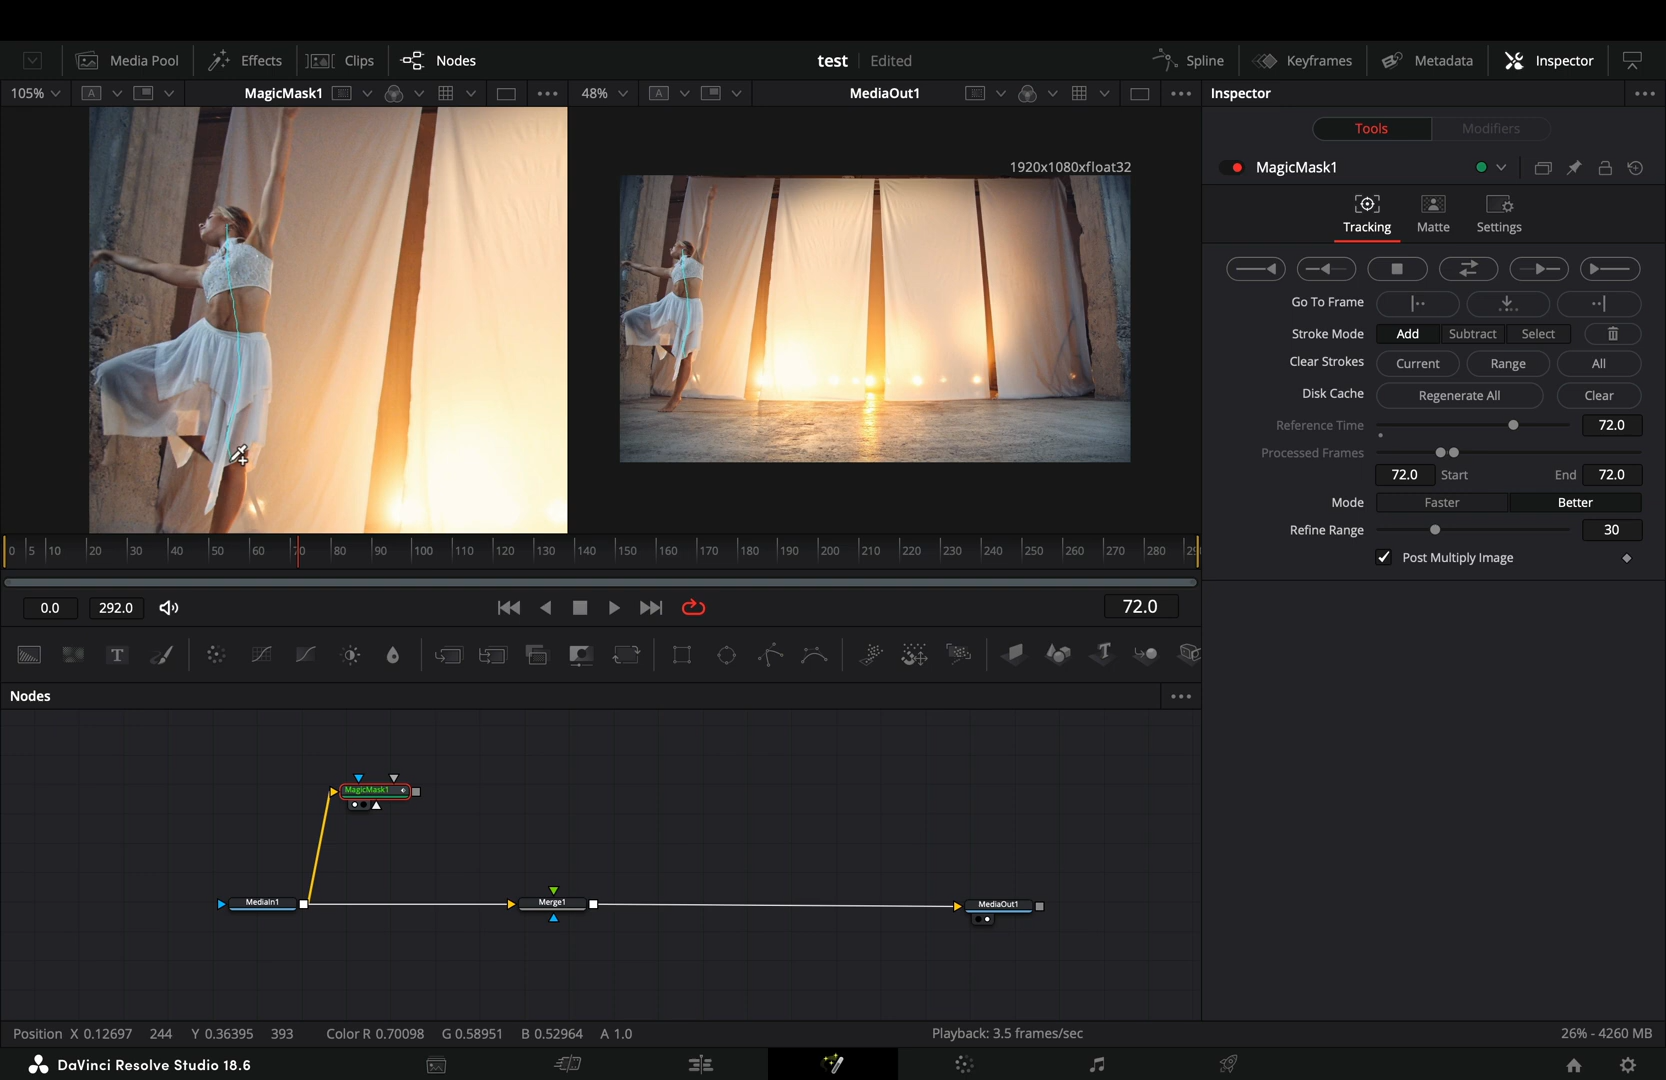 Media Pool
Effects
Clips
Nodes
test
Edited
Spline
Keyframes
Metadata
Inspector
105%
A
MagicMask1
48%
A
MediaOut1
Inspector
Tools
Modifiers
1920x1080xfloat32
MagicMask1
Tracking
Matte
Settings
Go To Frame
Stroke Mode
Add
Subtract
Select
Clear Strokes
Current
Range
All
Disk Cache
Regenerate All
Clear
Reference Time
72.0
Processed Frames
72.0
Start
End
72.0
Mode
Faster
Better
Refine Range
30
Post Multiply Image
0 5 10 20 30 40 50 60 70 80 90 100 110 120 130 140 150 160 170 180 190 200 210 220 230 240 250 260 270 280
0.0
292.0
72.0
T
T
Nodes
MagicMask1
MediaIn1
Merge1
MediaOut1
Position X 0.12697 244 Y 0.36395 393 Color R 0.70098 G 0.58951 B 0.52964 A 1.0
Playback: 3.5 frames/sec
26% - 4260 MB
DaVinci Resolve Studio 18.6